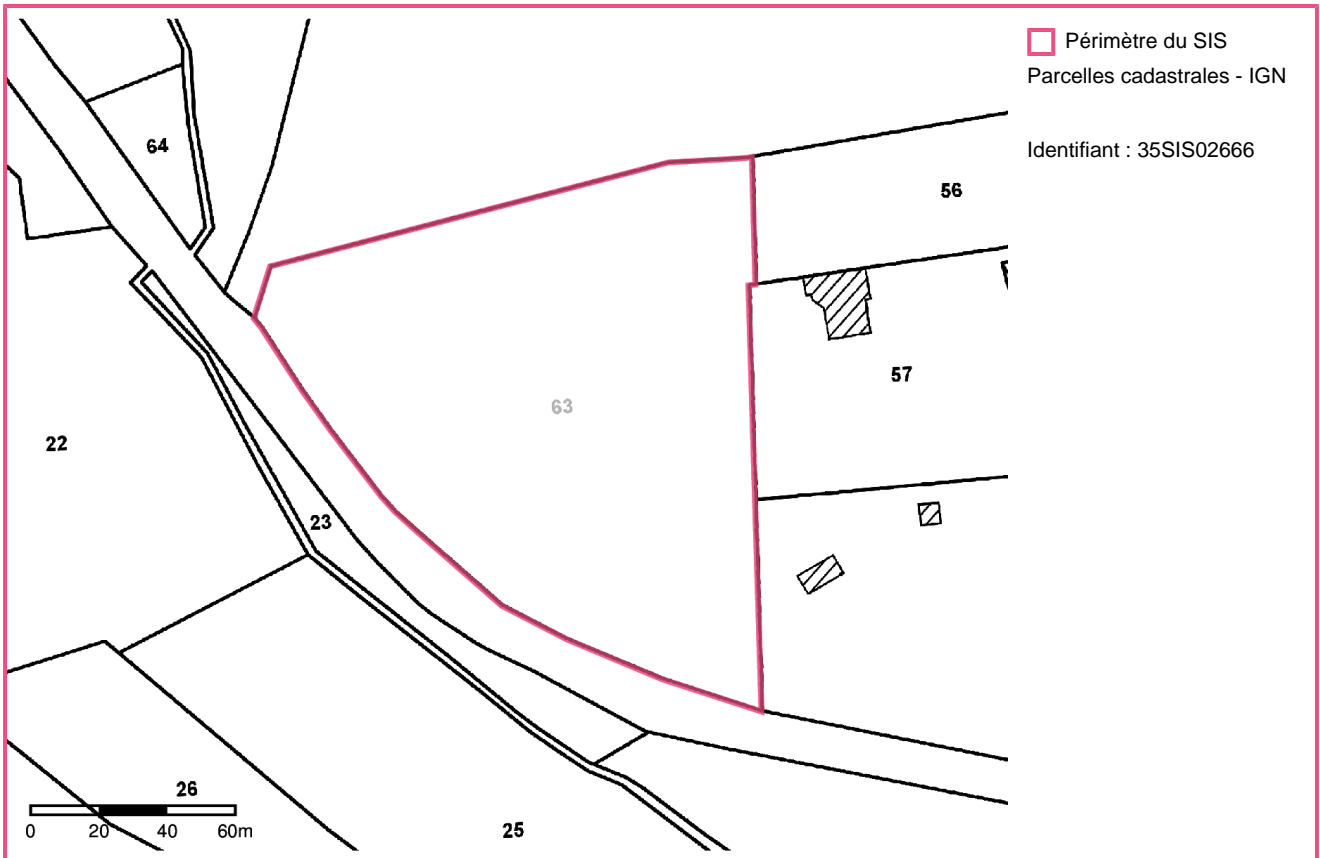 Périmètre du SIS
Parcelles cadastrales - IGN
Identifiant : 35SIS02666
64
56
57
63
22
23
26
25
0 20 40 60m